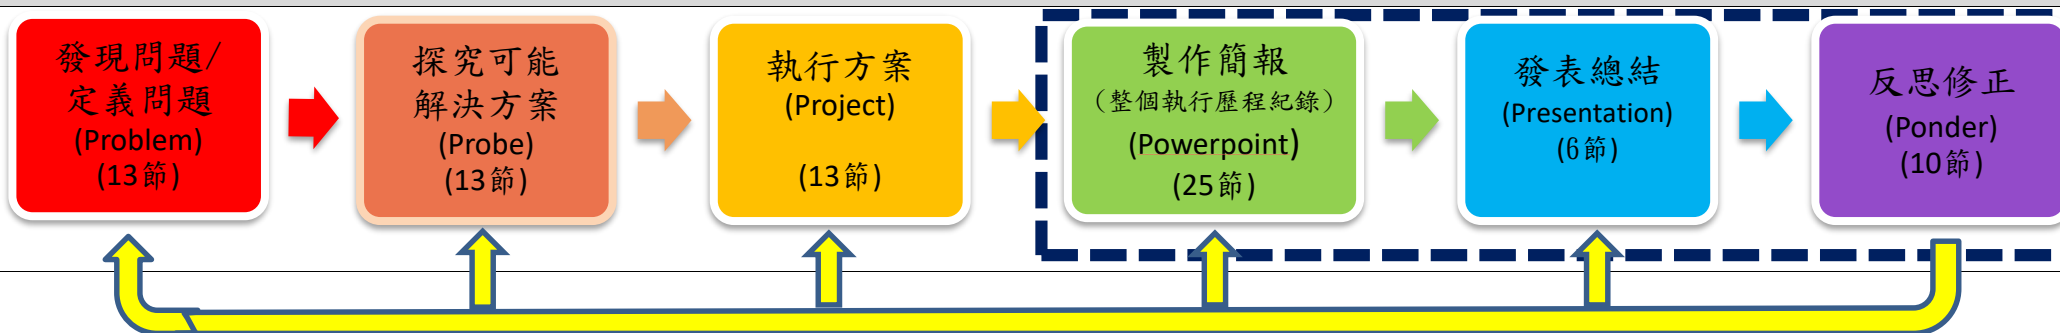 發現問題/
定義問題
(Problem)
(13節)
探究可能
解決方案
(Probe)
(13節)
執行方案
(Project)
(13節)
製作簡報
(整個執行歷程紀錄)
(Powerpoint)
(25節)
發表總結
(Presentation)
(6節)
反思修正
(Ponder)
(10節)